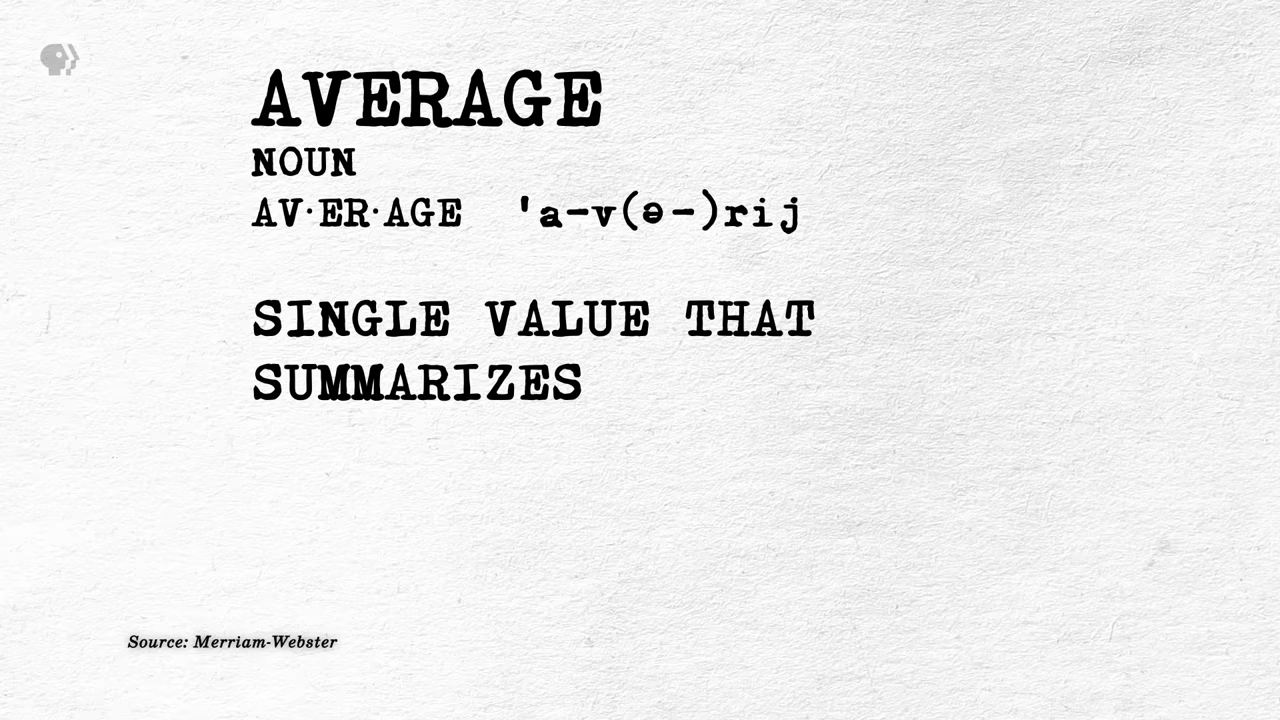 AVERAGE
NOUN
AV·ER·AGE 'a-v(ə-)rij
SINGLE VALUE THAT
SUMMARIZES
Source: Merriam-Webster